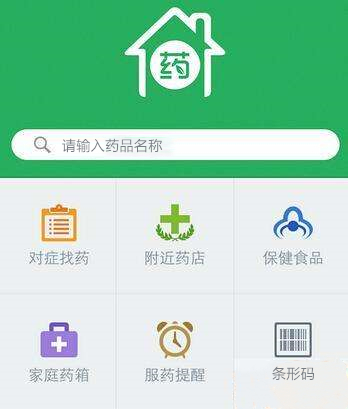 药
请输入药品名称
对症找药
附近药店
保健食品
家庭药箱
服药提醒
条形码